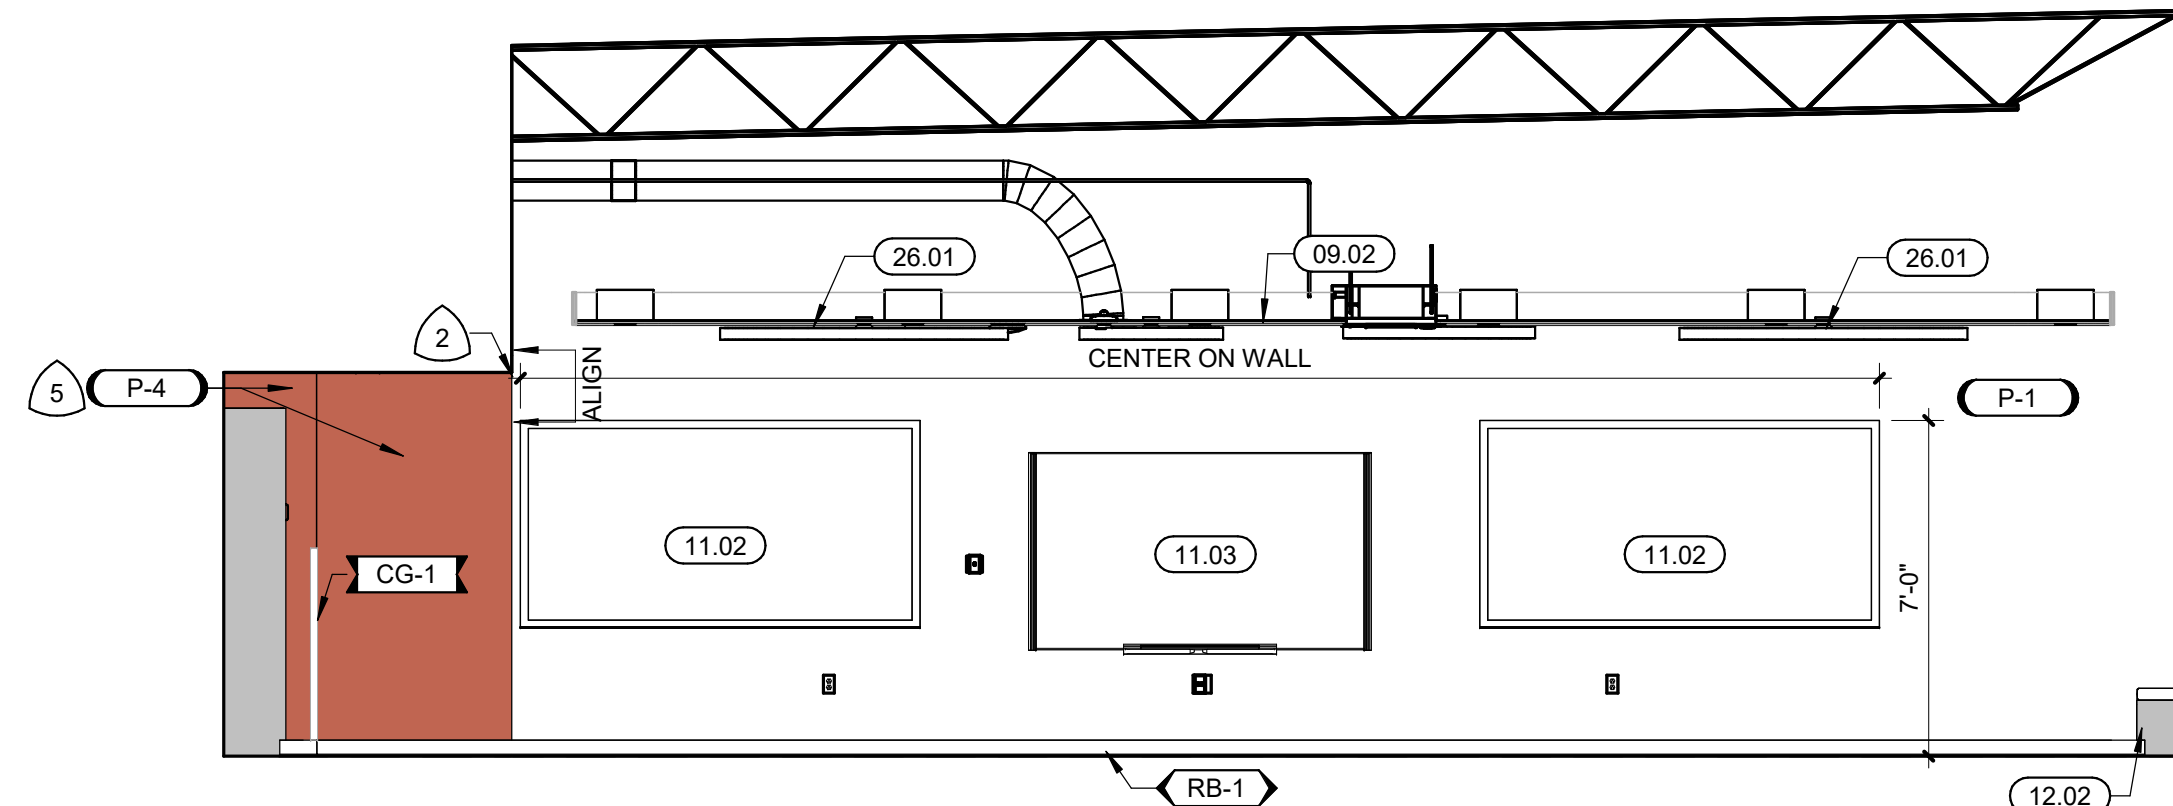 26.01
09.02
26.01
2
CENTER ON WALL
ALIGN
5
P-4
P-1
11.02
11.03
11.02
CG-1
7'-0"
RB-1
12.02